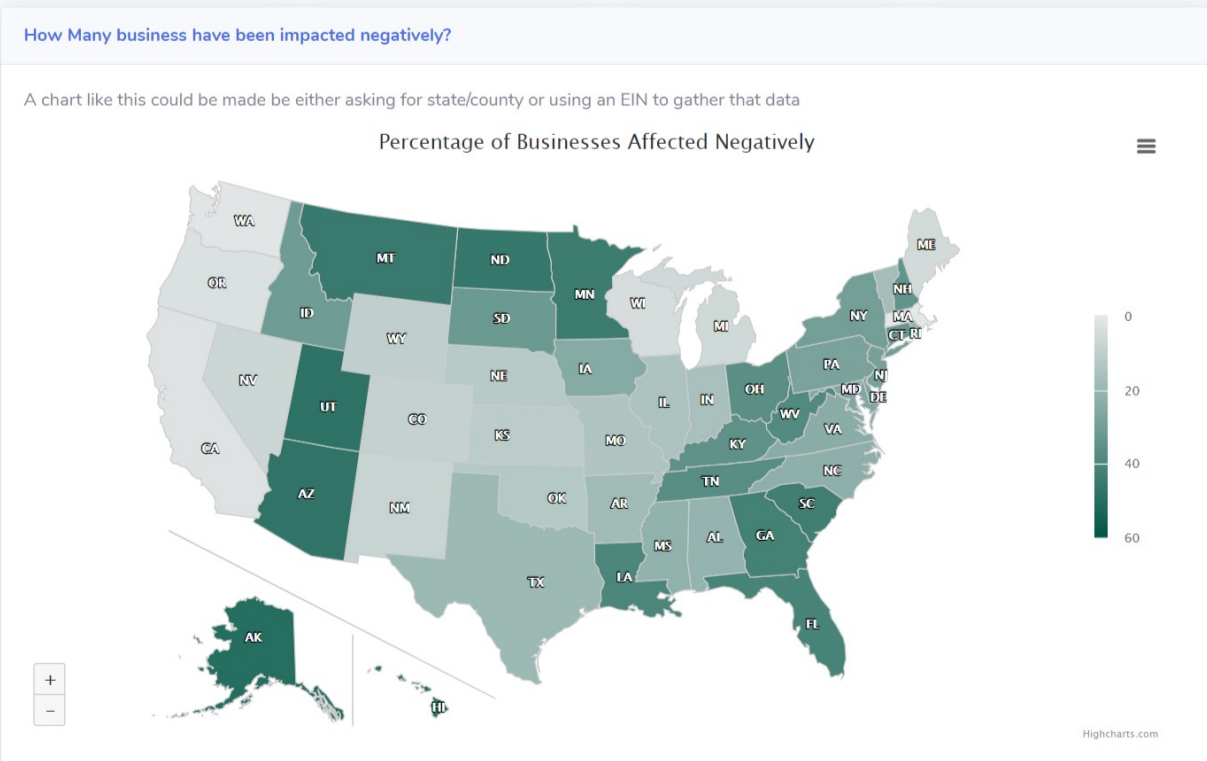 How Many business have been impacted negatively?
A chart like this could be made be either asking for state/county or using an EIN to gather that data
Percentage of Businesses Affected Negatively
WA
ME
MT
ND
OR
NH
MN
WI
ID
SD
NY
MA
MI
CT
RI
WY
PA
IA
NJ
NE
NV
OH
MD
DE
UT
IL
IN
WV
CO
VA
KS
MO
KY
CA
NC
TN
AZ
OK
AR
SC
NM
GA
AL
MS
TX
LA
FL
AK
HI
0
20
40
60
+
−
Highcharts.com